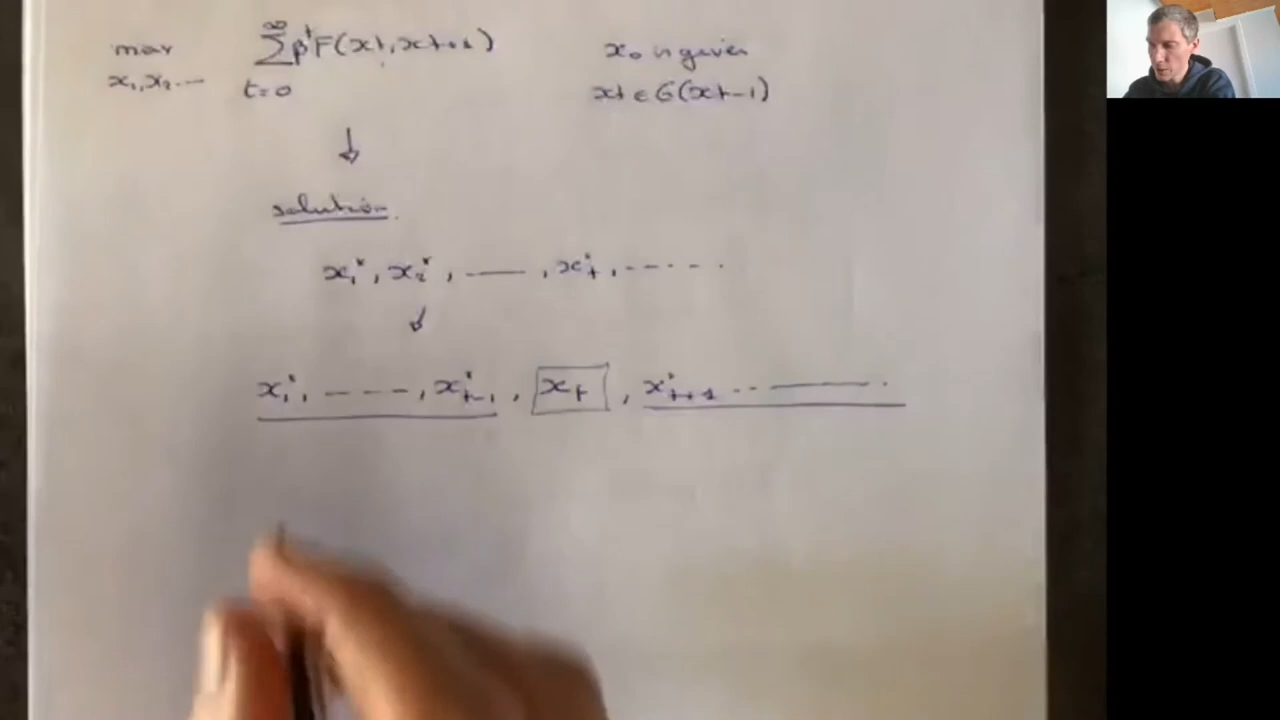 max ∑ β^t F(x_t, x_{t+1}) x_0 is given
x_1, x_2 ... t=0 x_t ∈ G(x_{t-1})
solution.
x_1^*, x_2^*, —— , x_t^*, - - - - -
x_1^*, - - - - , x_{t-1}^*, x_t, x_{t+1}^* - - ——— .